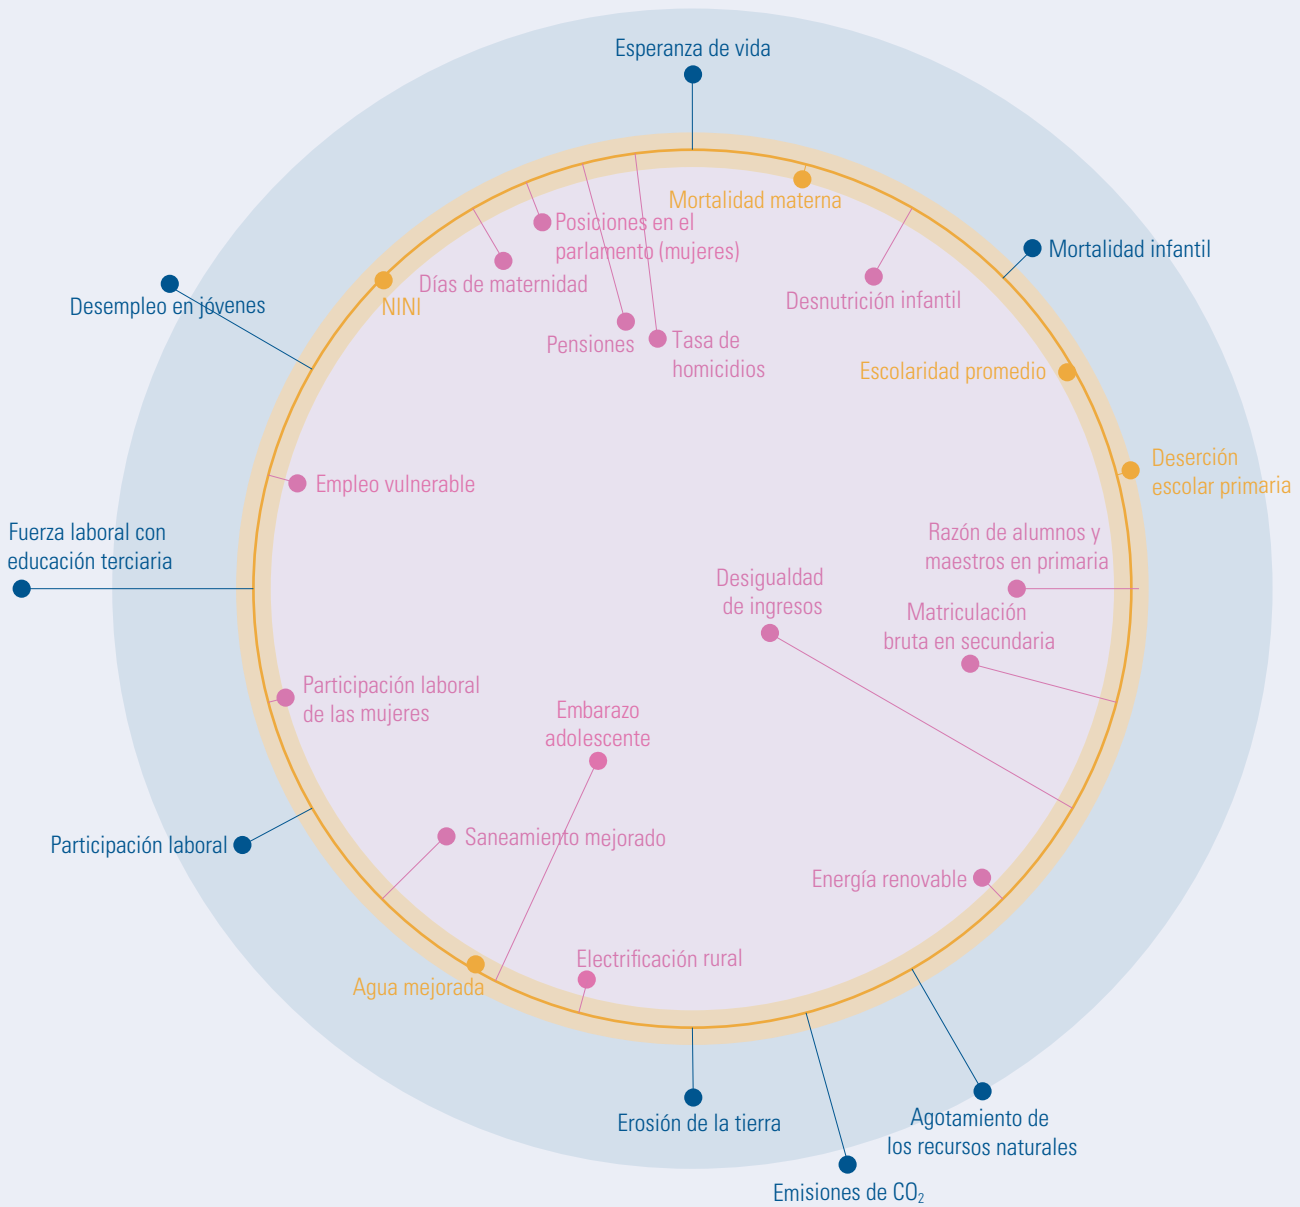 Esperanza de vida
Mortalidad materna
Posiciones en el
parlamento (mujeres)
Mortalidad infantil
Días de maternidad
Desnutrición infantil
Desempleo en jóvenes
NINI
Pensiones
Tasa de
homicidios
Escolaridad promedio
Deserción
escolar primaria
Empleo vulnerable
Fuerza laboral con
educación terciaria
Razón de alumnos y
maestros en primaria
Desigualdad
de ingresos
Matriculación
bruta en secundaria
Participación laboral
de las mujeres
Embarazo
adolescente
Participación laboral
Saneamiento mejorado
Energía renovable
Electrificación rural
Agua mejorada
Erosión de la tierra
Agotamiento de
los recursos naturales
Emisiones de CO₂